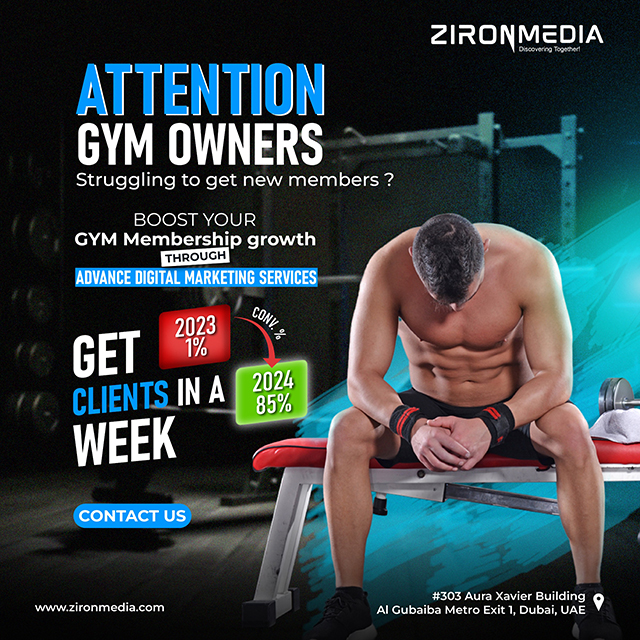 ZIRONMEDIA
Discovering Together!
ATTENTION
GYM OWNERS
Struggling to get new members ?
BOOST YOUR
GYM Membership growth
THROUGH
ADVANCE DIGITAL MARKETING SERVICES
GET
CLIENTS IN A
WEEK
2023
1%
CONV. %
2024
85%
CONTACT US
www.zironmedia.com
#303 Aura Xavier Building
Al Gubaiba Metro Exit 1, Dubai, UAE